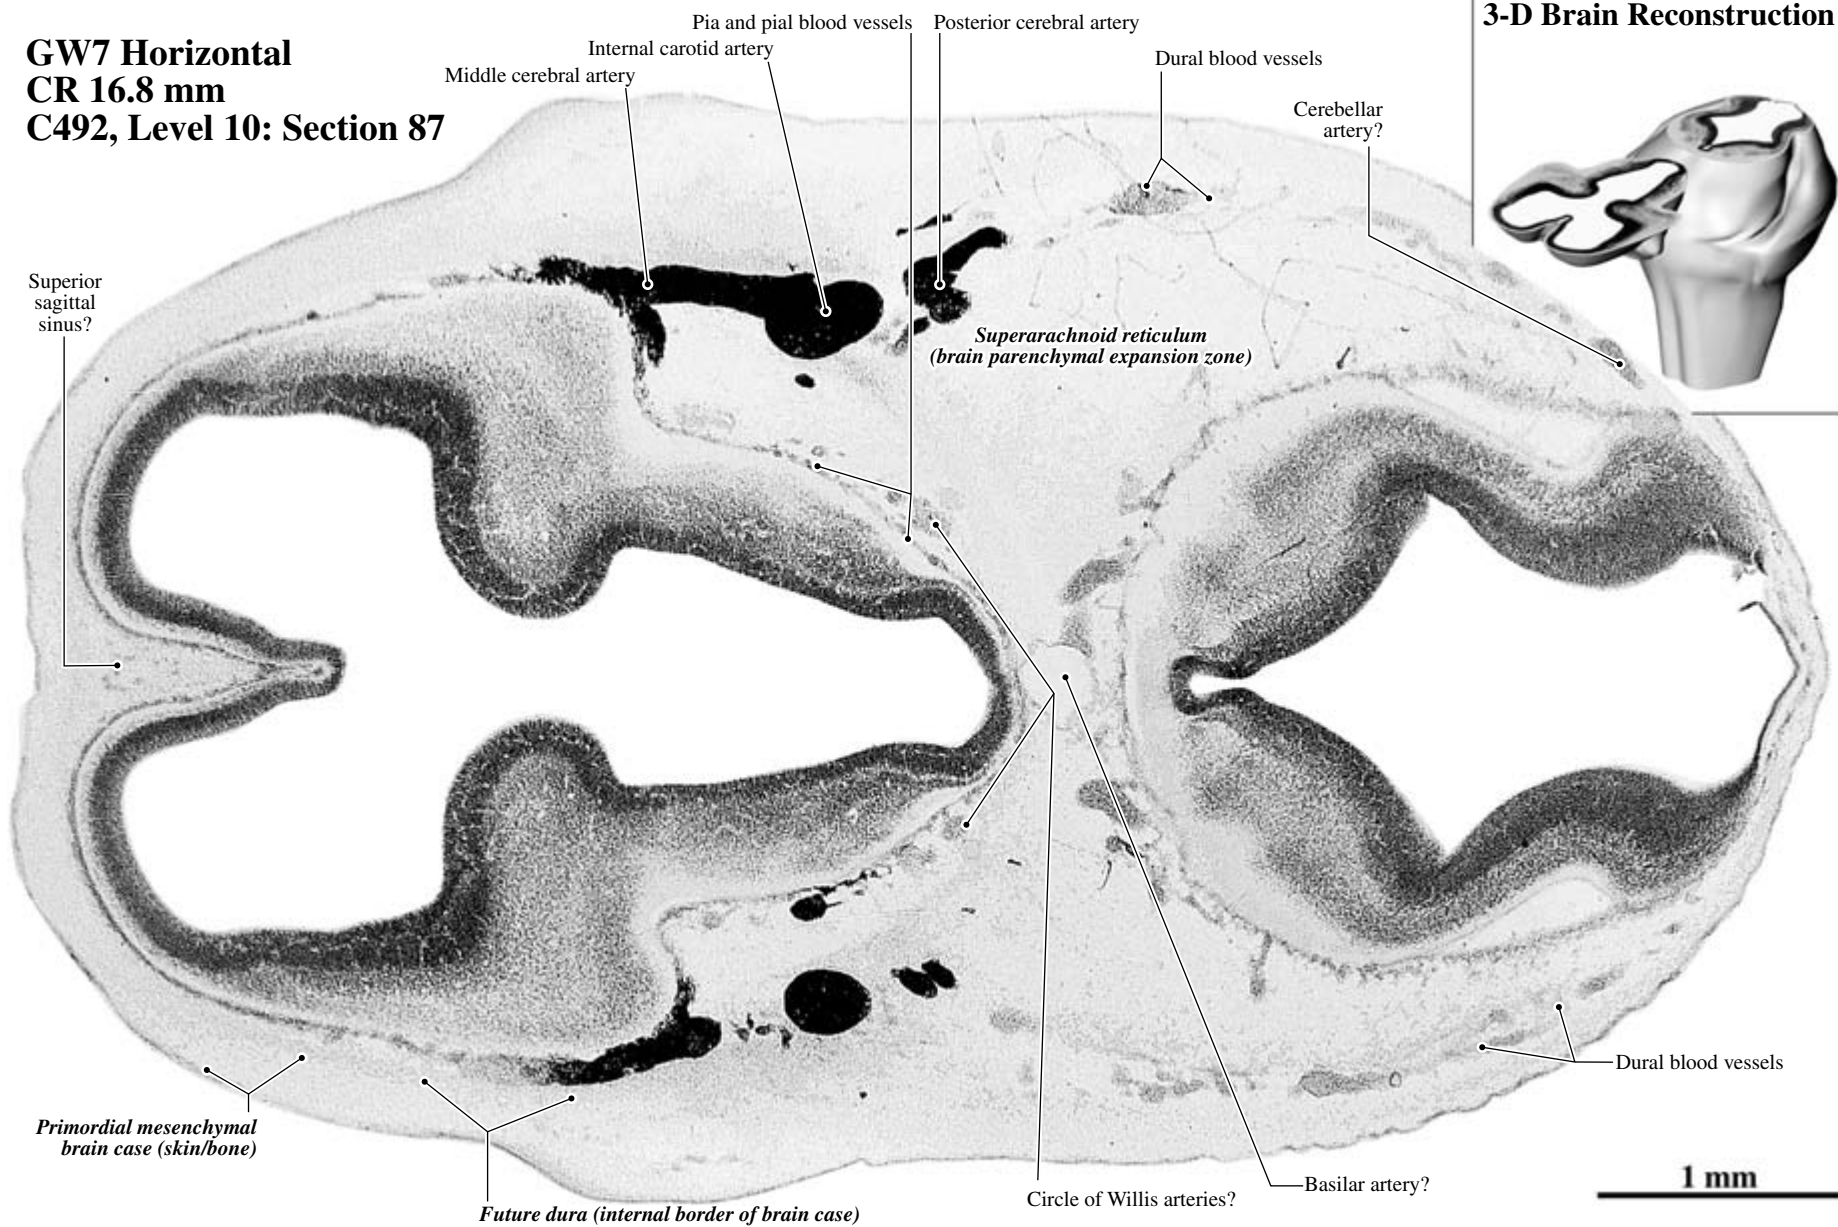 GW7 Horizontal
CR 16.8 mm
C492, Level 10: Section 87
Pia and pial blood vessels
Posterior cerebral artery
Internal carotid artery
Middle cerebral artery
Dural blood vessels
Cerebellar
artery?
3-D Brain Reconstruction
Superior
sagittal
sinus?
Superarachnoid reticulum
(brain parenchymal expansion zone)
Dural blood vessels
Primordial mesenchymal
brain case (skin/bone)
Future dura (internal border of brain case)
Circle of Willis arteries?
Basilar artery?
1 mm